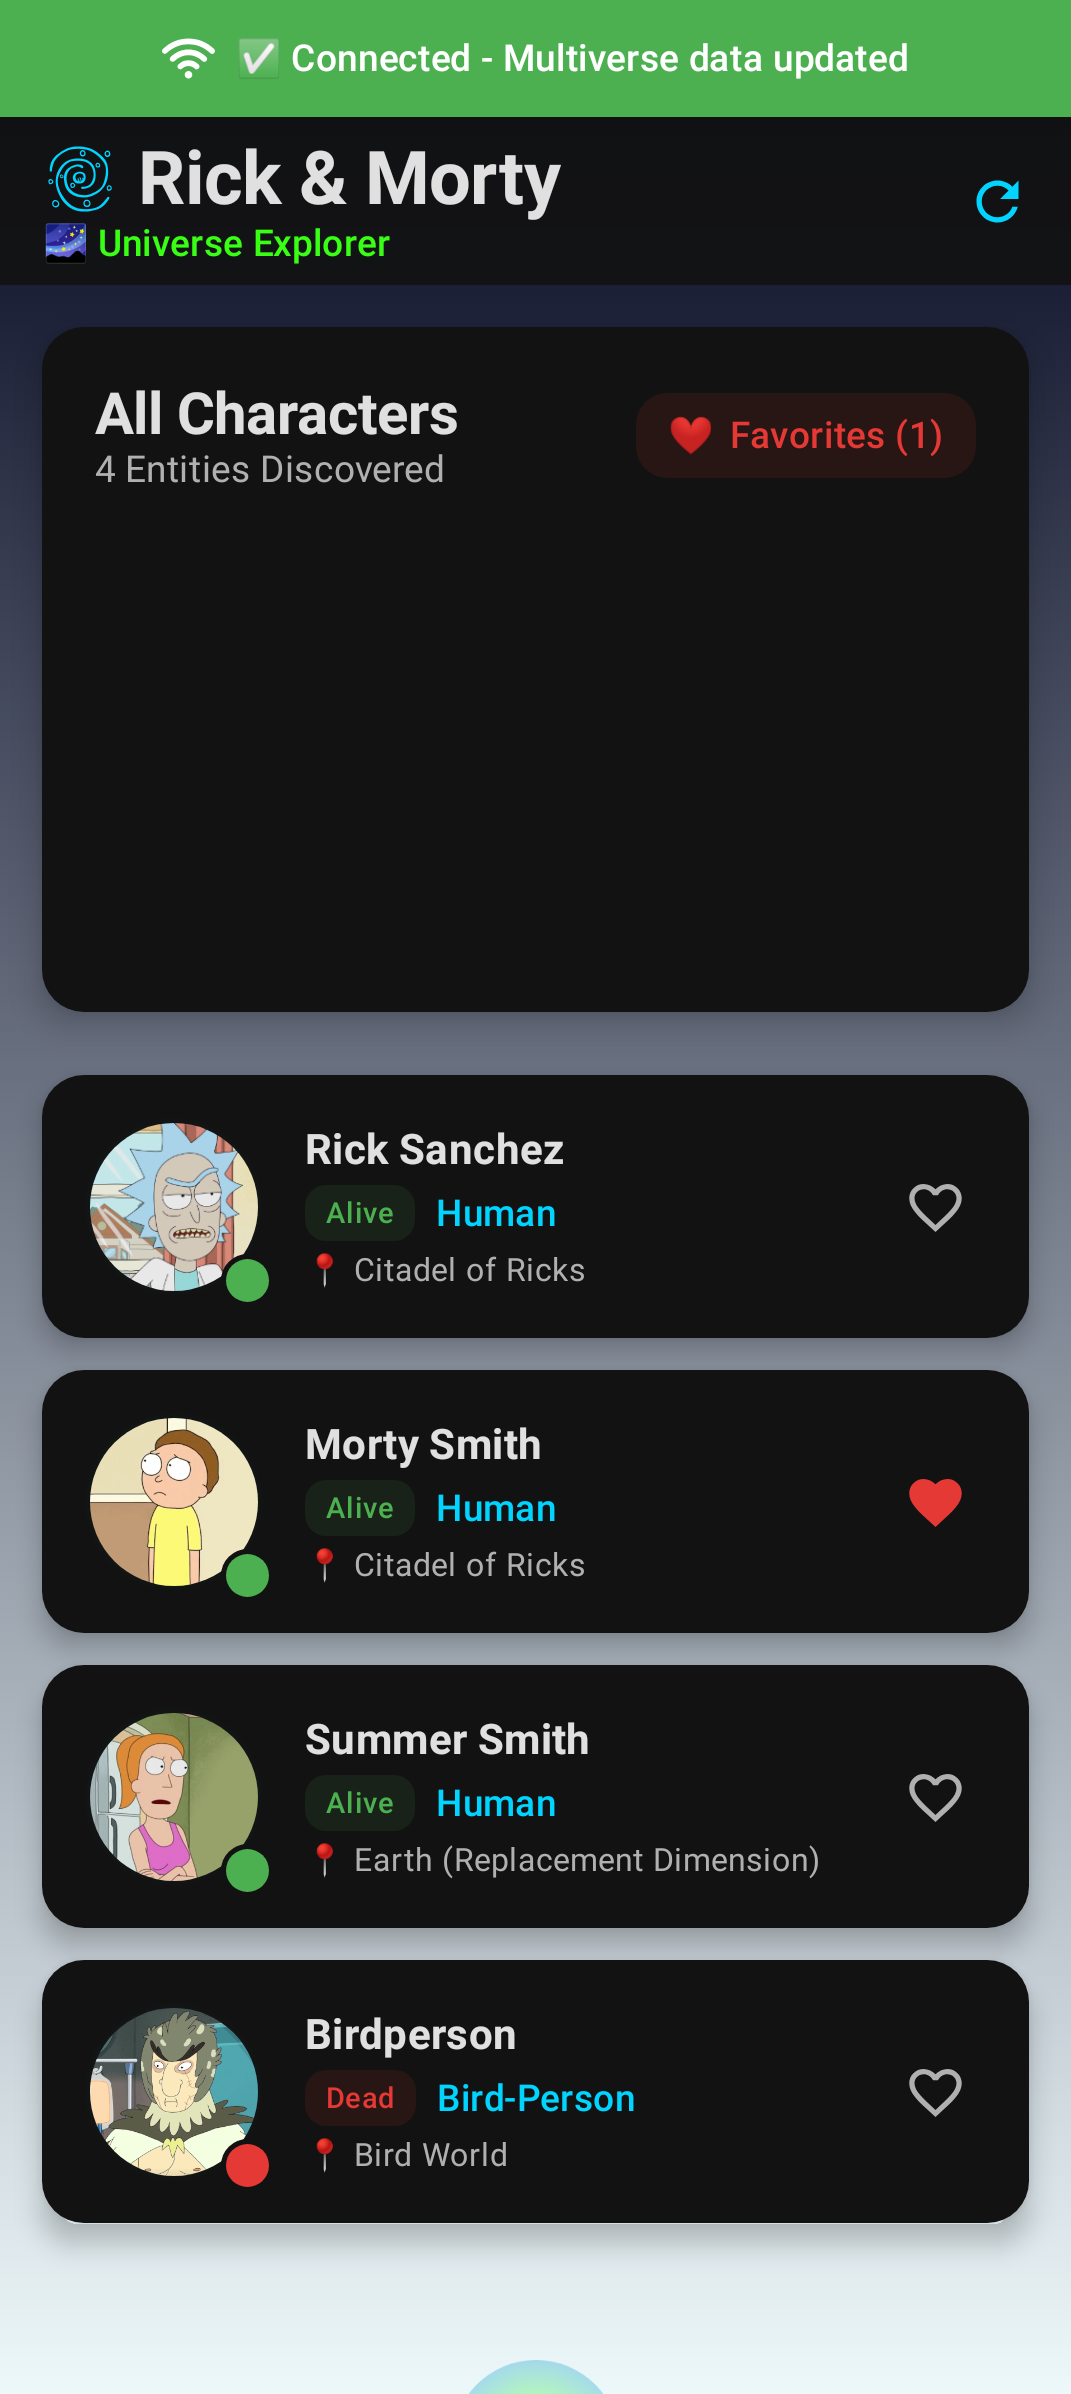 ✅ Connected - Multiverse data updated
Rick & Morty
🌌 Universe Explorer
All Characters
4 Entities Discovered
❤️ Favorites (1)
Rick Sanchez
Alive Human
📍 Citadel of Ricks
Morty Smith
Alive Human
📍 Citadel of Ricks
Summer Smith
Alive Human
📍 Earth (Replacement Dimension)
Birdperson
Dead Bird-Person
📍 Bird World